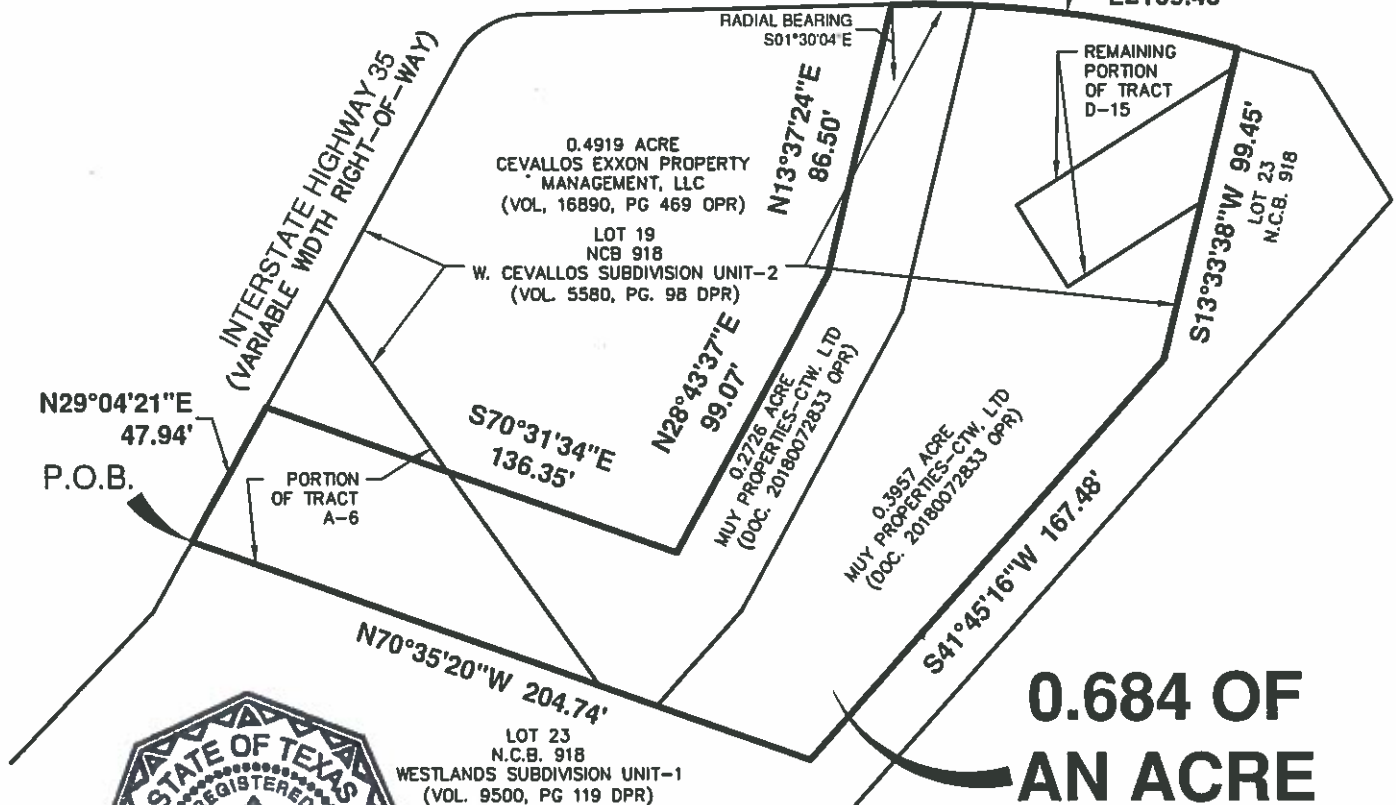 RADIAL BEARING
S01°30'04"E
REMAINING
PORTION
OF TRACT
D-15
INTERSTATE HIGHWAY 35
(VARIABLE WIDTH RIGHT-OF-WAY)
0.4919 ACRE
CEVALLOS EXXON PROPERTY
MANAGEMENT, LLC
(VOL, 16890, PG 469 OPR)
LOT 19
NCB 918
W. CEVALLOS SUBDIVISION UNIT-2
(VOL. 5580, PG. 98 DPR)
N13°37'24"E
86.50'
S13°33'38"W 99.45'
LOT 23
N.C.B. 918
N28°43'37"E
99.07'
0.2726 ACRE
MUY PROPERTIES-CTW, LTD
(DOC. 20180072833 OPR)
0.3957 ACRE
MUY PROPERTIES-CTW, LTD
(DOC. 20180072833 OPR)
N29°04'21"E
47.94'
P.O.B.
S70°31'34"E
136.35'
PORTION
OF TRACT
A-6
S41°45'16"W 167.48'
N70°35'20"W 204.74'
LOT 23
N.C.B. 918
WESTLANDS SUBDIVISION UNIT-1
(VOL. 9500, PG 119 DPR)
0.684 OF
AN ACRE
STATE OF TEXAS
REGISTERED